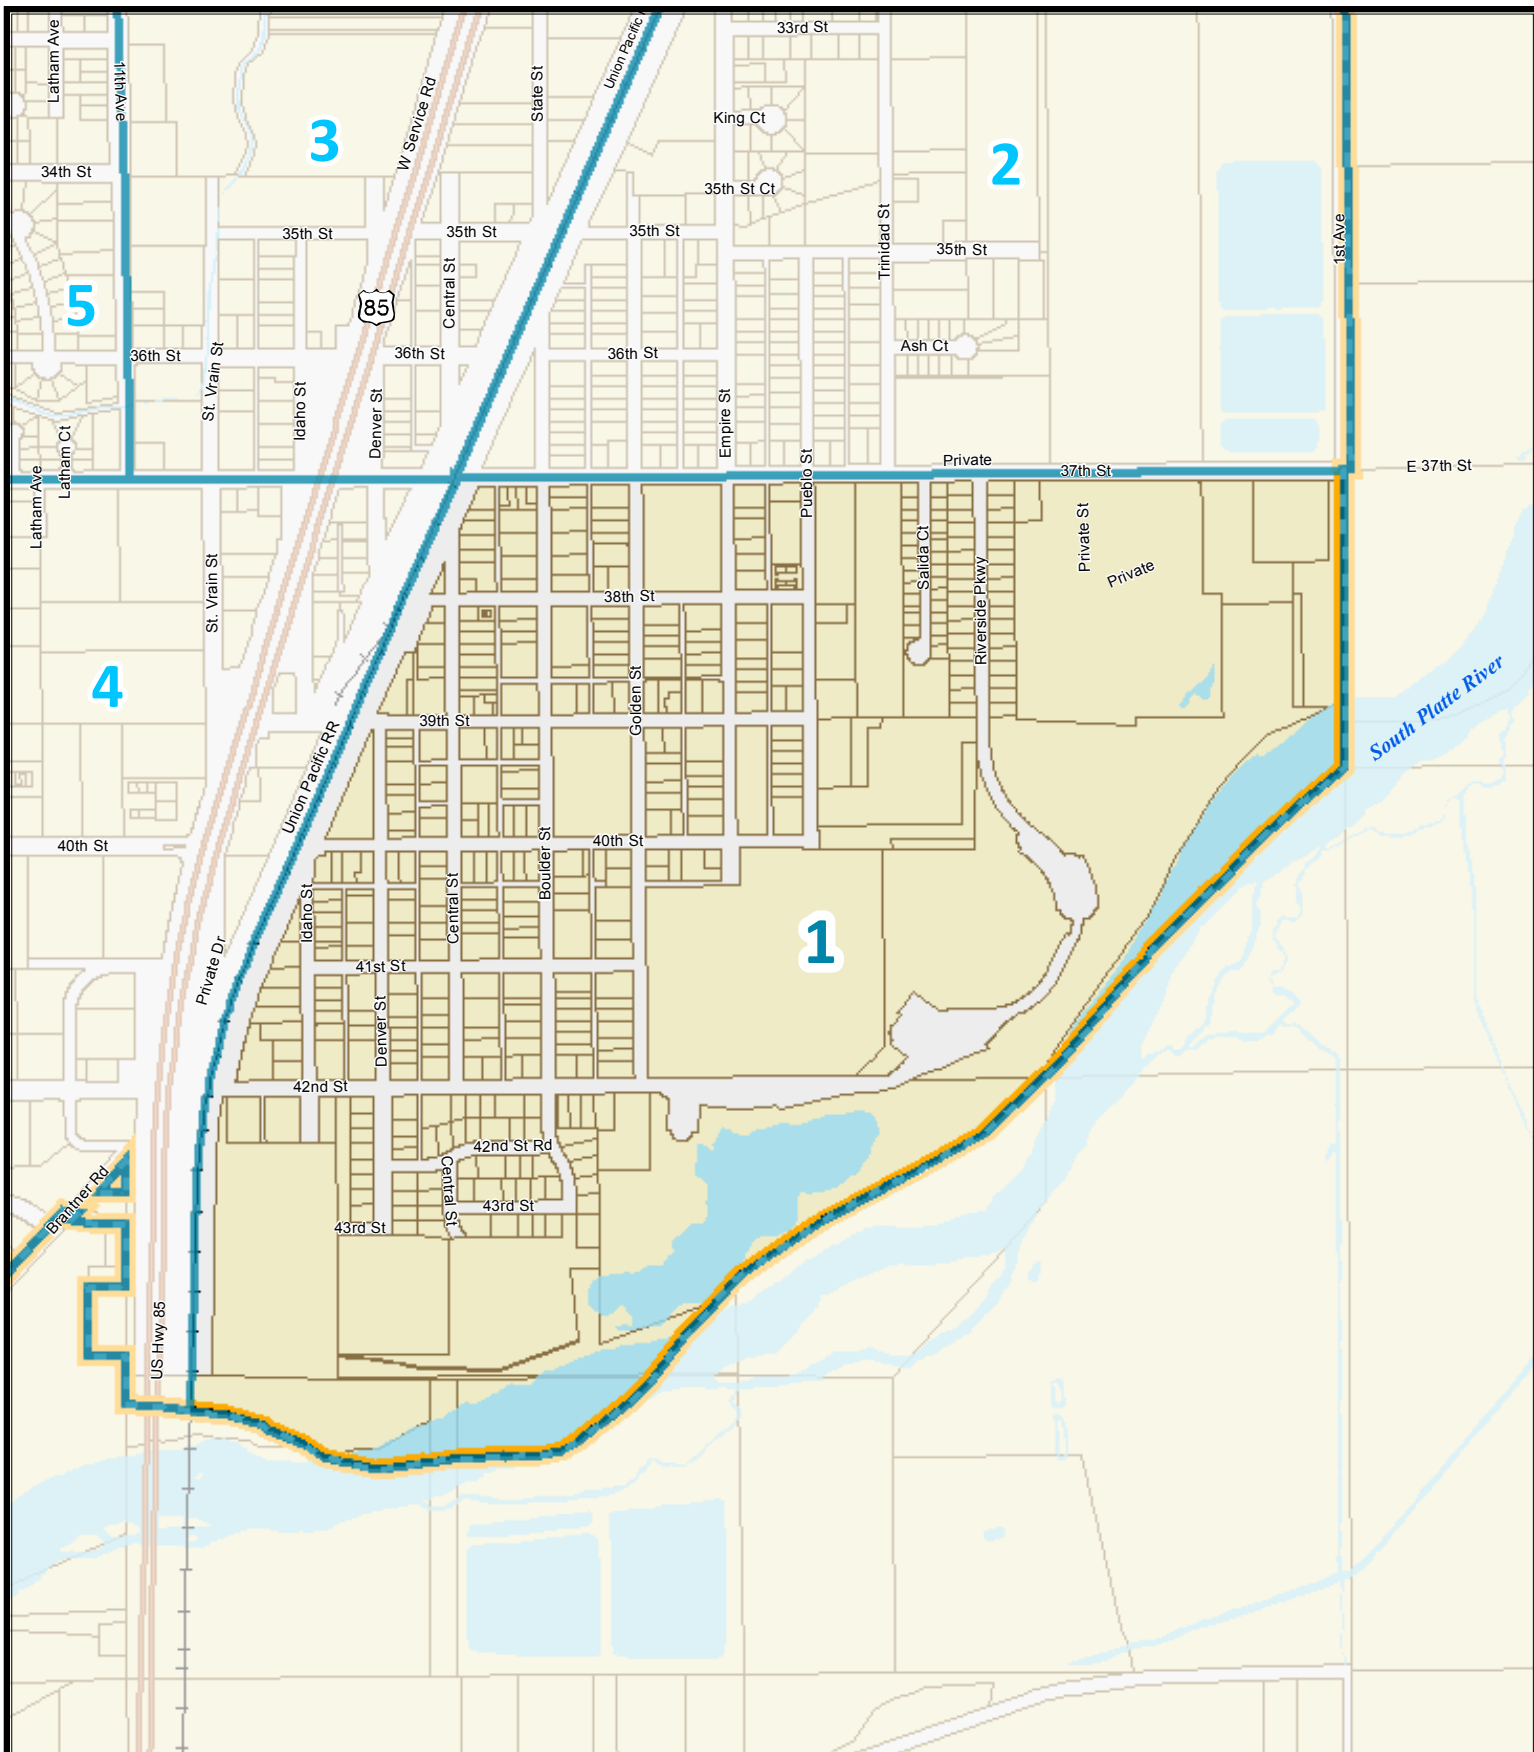 Latham Ave
11th Ave
W Service Rd
State St
Union Pacific
33rd St
King Ct
3
2
34th St
35th St Ct
35th St
35th St
35th St
Trinidad St
35th St
1st Ave
5
85
Central St
36th St
St. Vrain St
36th St
36th St
Ash Ct
Idaho St
Denver St
Empire St
Latham Ct
Latham Ave
Pueblo St
Private
37th St
E 37th St
St. Vrain St
Salida Ct
Riverside Pkwy
Private St
Private
38th St
4
Golden St
39th St
South Platte River
Union Pacific RR
40th St
40th St
Boulder St
Idaho St
Central St
1
Private Dr
41st St
Denver St
42nd St
42nd St Rd
Brantner Rd
Central St
43rd St
43rd St
US Hwy 85